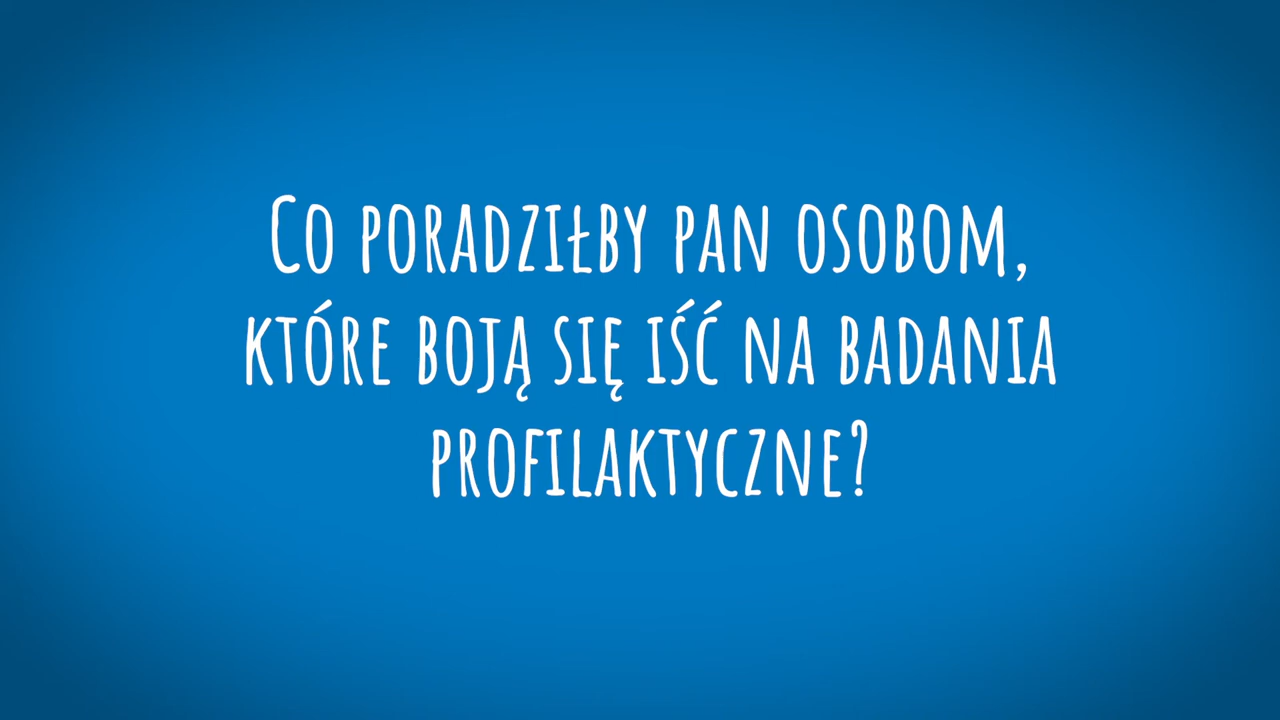 Co poradziłby pan osobom,
które boją się iść na badania
profilaktyczne?